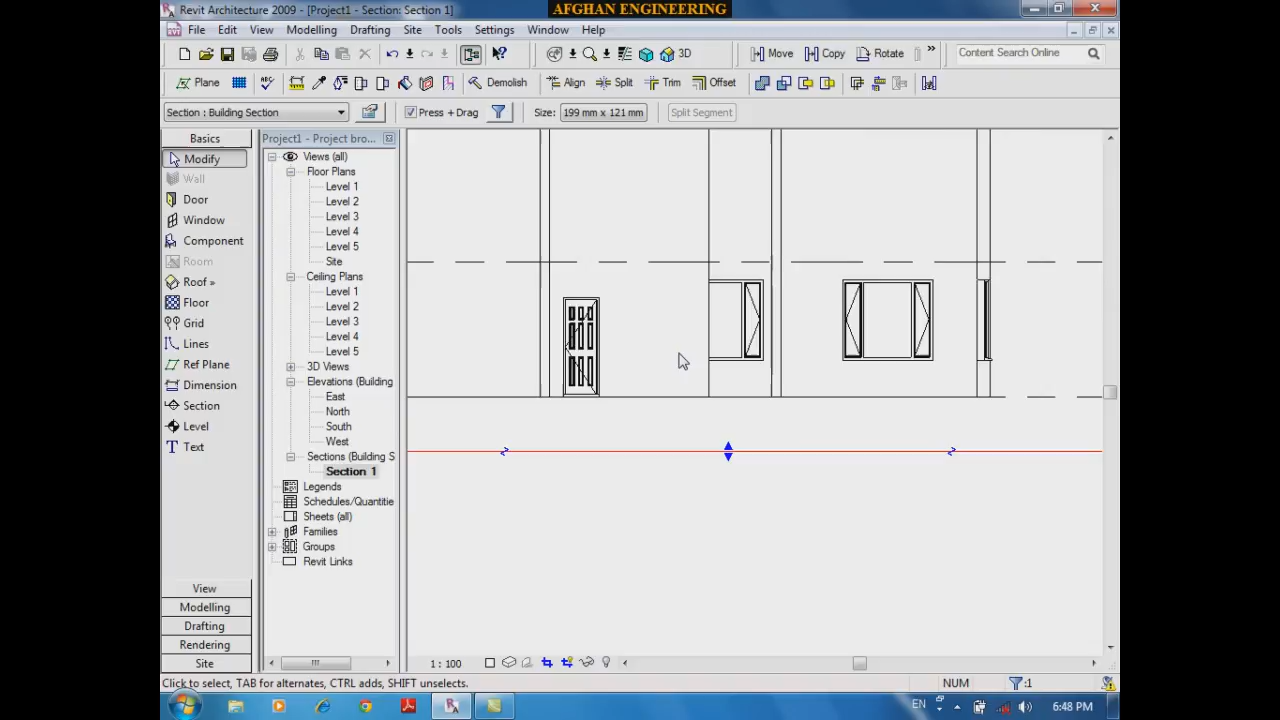 Revit Architecture 2009 - [Project1 - Section: Section 1]
AFGHAN ENGINEERING
File Edit View Modelling Drafting Site Tools Settings Window Help
3D Move Copy Rotate » Content Search Online
Plane Demolish Align Split Trim Offset
Section : Building Section Press + Drag Size: 199 mm x 121 mm Split Segment
Basics
Modify
Wall
Door
Window
Component
Room
Roof »
Floor
Grid
Lines
Ref Plane
Dimension
Section
Level
Text
View
Modelling
Drafting
Rendering
Site
Project1 - Project bro...
Views (all)
Floor Plans
Level 1
Level 2
Level 3
Level 4
Level 5
Site
Ceiling Plans
Level 1
Level 2
Level 3
Level 4
Level 5
3D Views
Elevations (Building
East
North
South
West
Sections (Building S
Section 1
Legends
Schedules/Quantitie
Sheets (all)
Families
Groups
Revit Links
1 : 100
Click to select, TAB for alternates, CTRL adds, SHIFT unselects.
NUM
:1
EN
6:48 PM